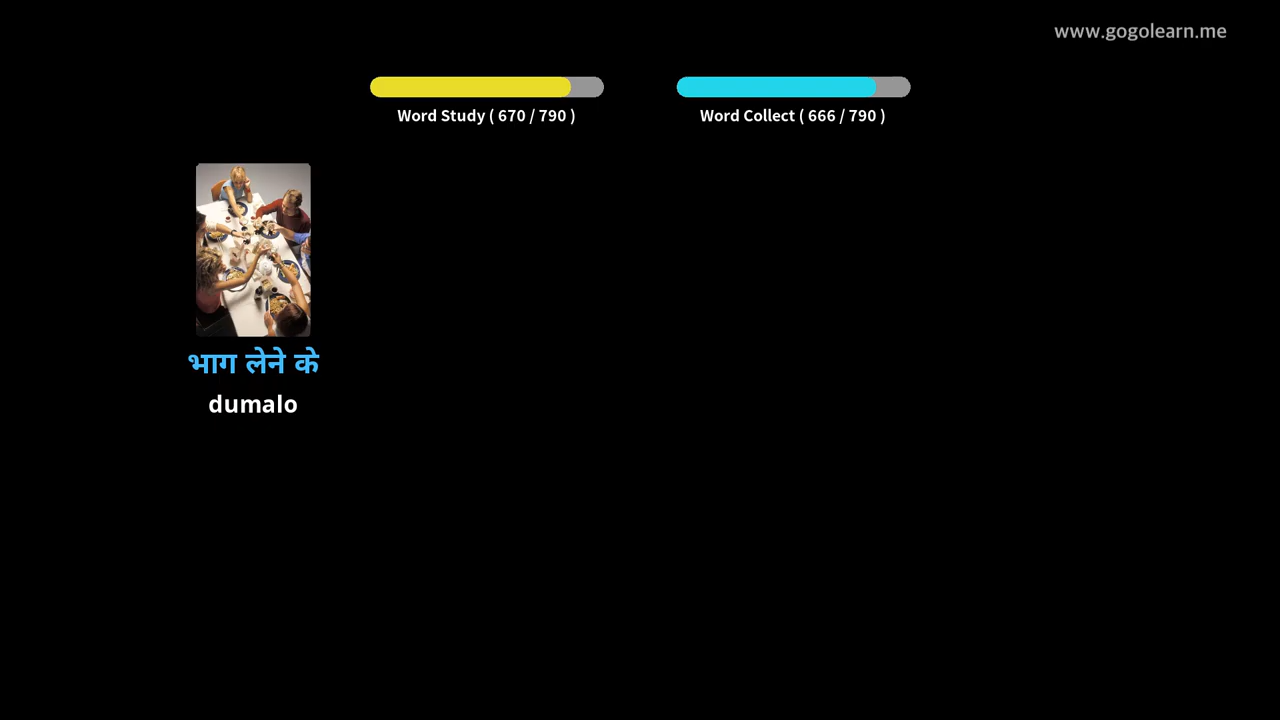 www.gogolearn.me
Word Study ( 670 / 790 )
Word Collect ( 666 / 790 )
भाग लेने के
dumalo